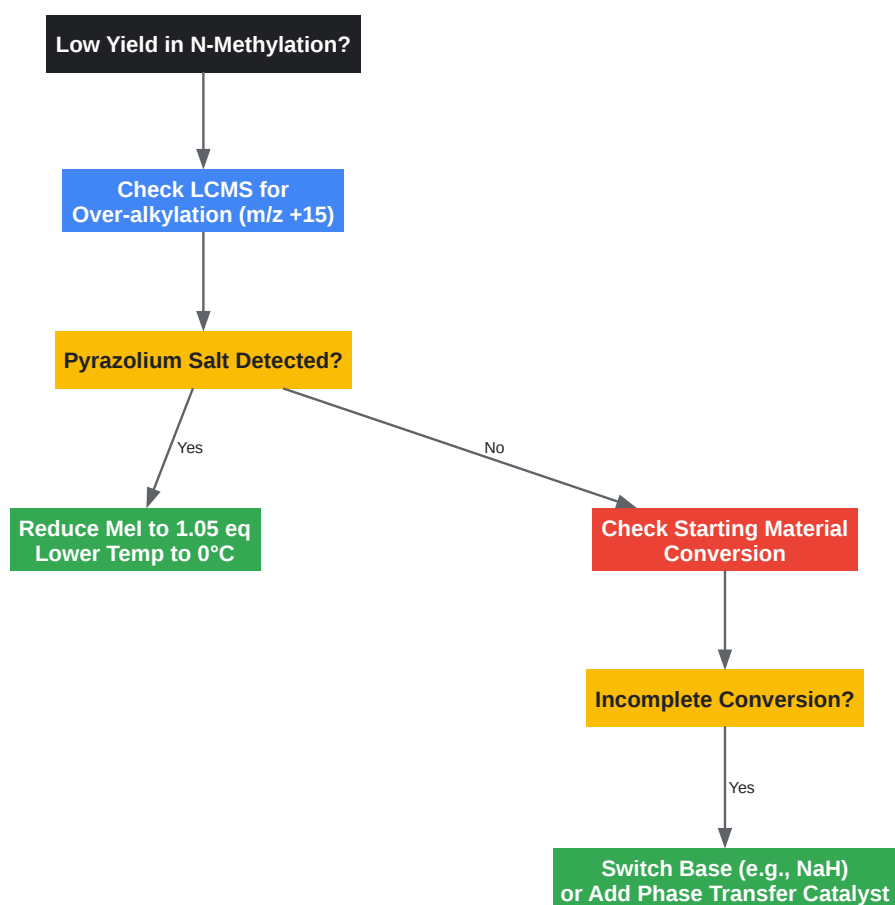 Low Yield in N-Methylation?
Check LCMS for
Over-alkylation (m/z +15)
Pyrazolium Salt Detected?
Yes
No
Reduce MeI to 1.05 eq
Lower Temp to 0°C
Check Starting Material
Conversion
Incomplete Conversion?
Yes
Switch Base (e.g., NaH)
or Add Phase Transfer Catalyst